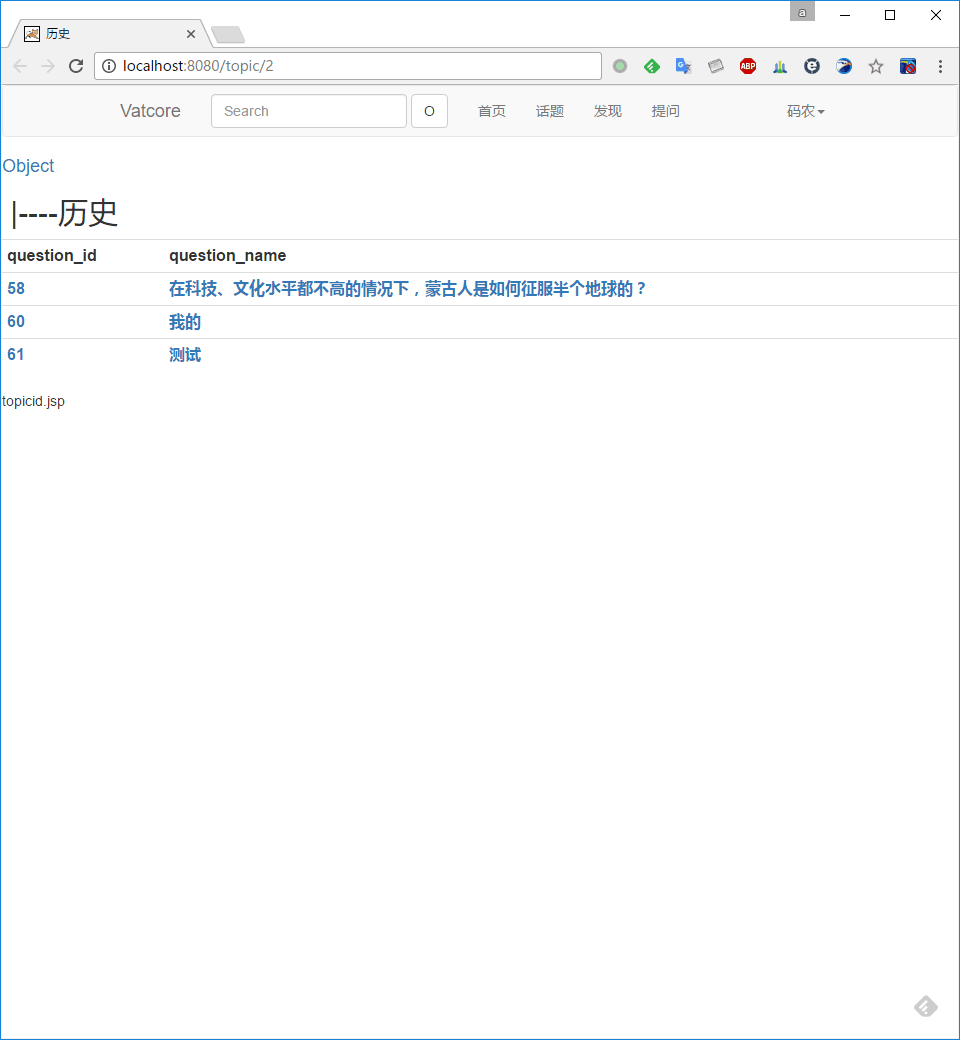 a
历史
localhost:8080/topic/2
ABP
Vatcore Search O 首页 话题 发现 提问 码农
Object
|----历史
question_id question_name
58 在科技、文化水平都不高的情况下，蒙古人是如何征服半个地球的？
60 我的
61 测试
topicid.jsp